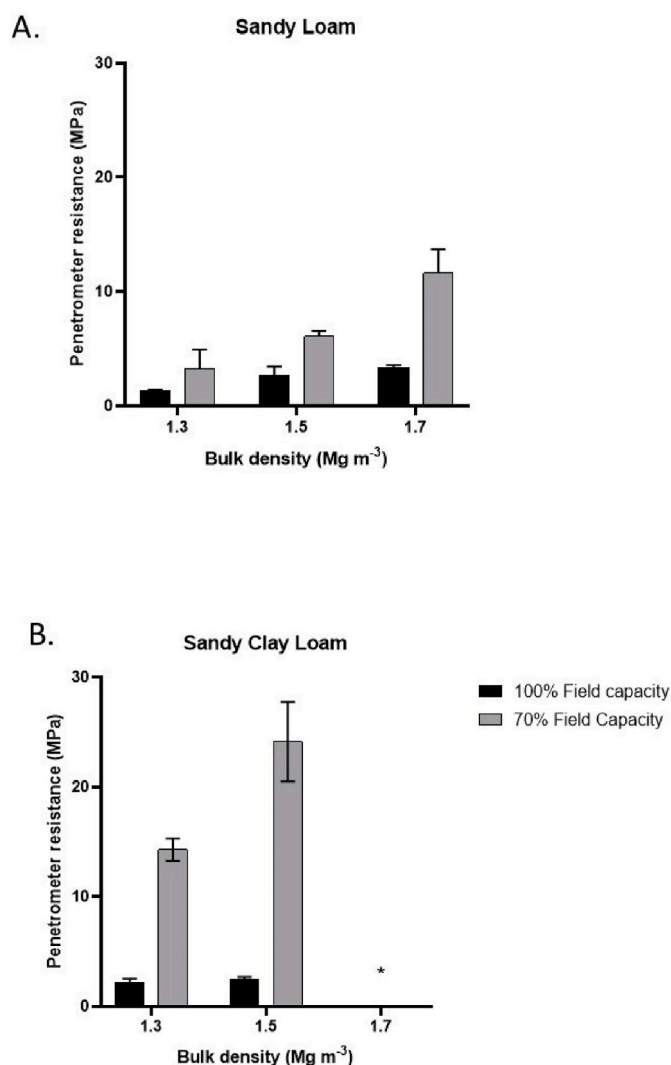 A.
Sandy Loam
30
20
10
0
Penetrometer resistance (MPa)
1.3 1.5 1.7
Bulk density (Mg m⁻³)
B.
Sandy Clay Loam
30
20
10
0
Penetrometer resistance (MPa)
*
1.3 1.5 1.7
Bulk density (Mg m⁻³)
100% Field capacity
70% Field Capacity